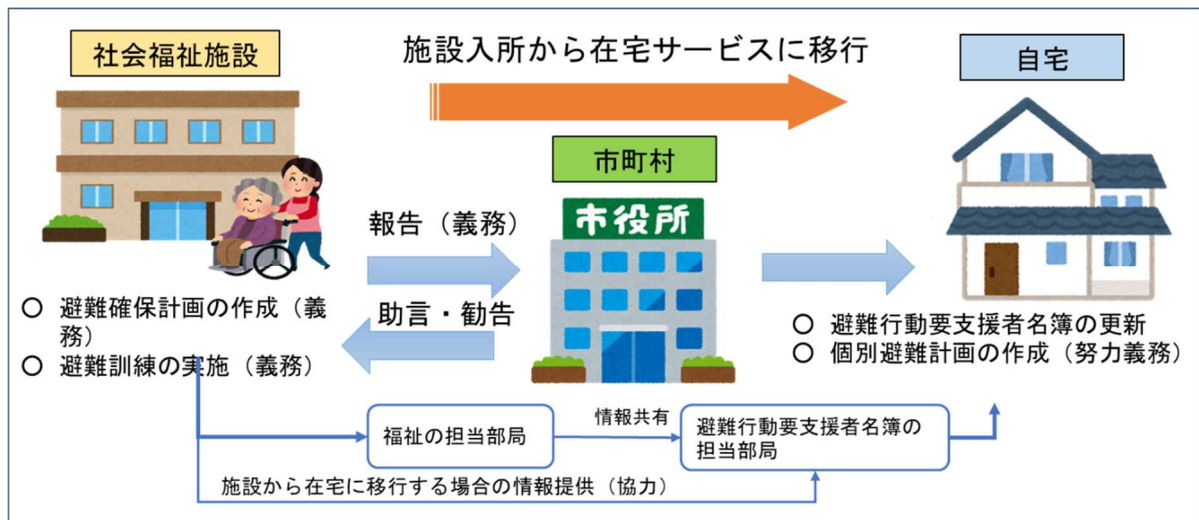 社会福祉施設
施設入所から在宅サービスに移行
自宅
市町村
市役所
報告（義務）
助言・勧告
○ 避難確保計画の作成（義
務）
○ 避難訓練の実施（義務）
○ 避難行動要支援者名簿の更新
○ 個別避難計画の作成（努力義務）
福祉の担当部局
情報共有
避難行動要支援者名簿の
担当部局
施設から在宅に移行する場合の情報提供（協力）